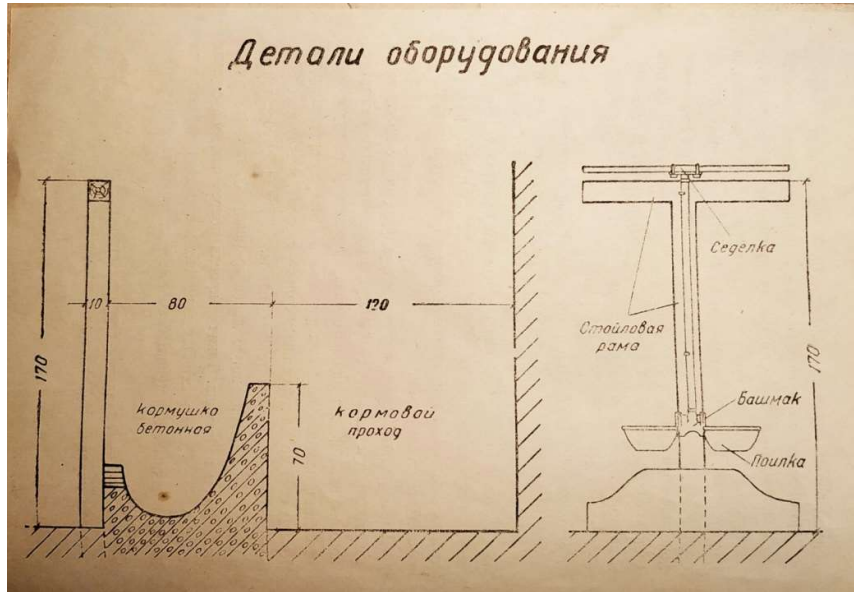 Детали оборудования
10
80
120
170
Кормушка
бетонная
Кормовой
проход
70
Седелка
Стойловая
рама
170
Башмак
Поилка